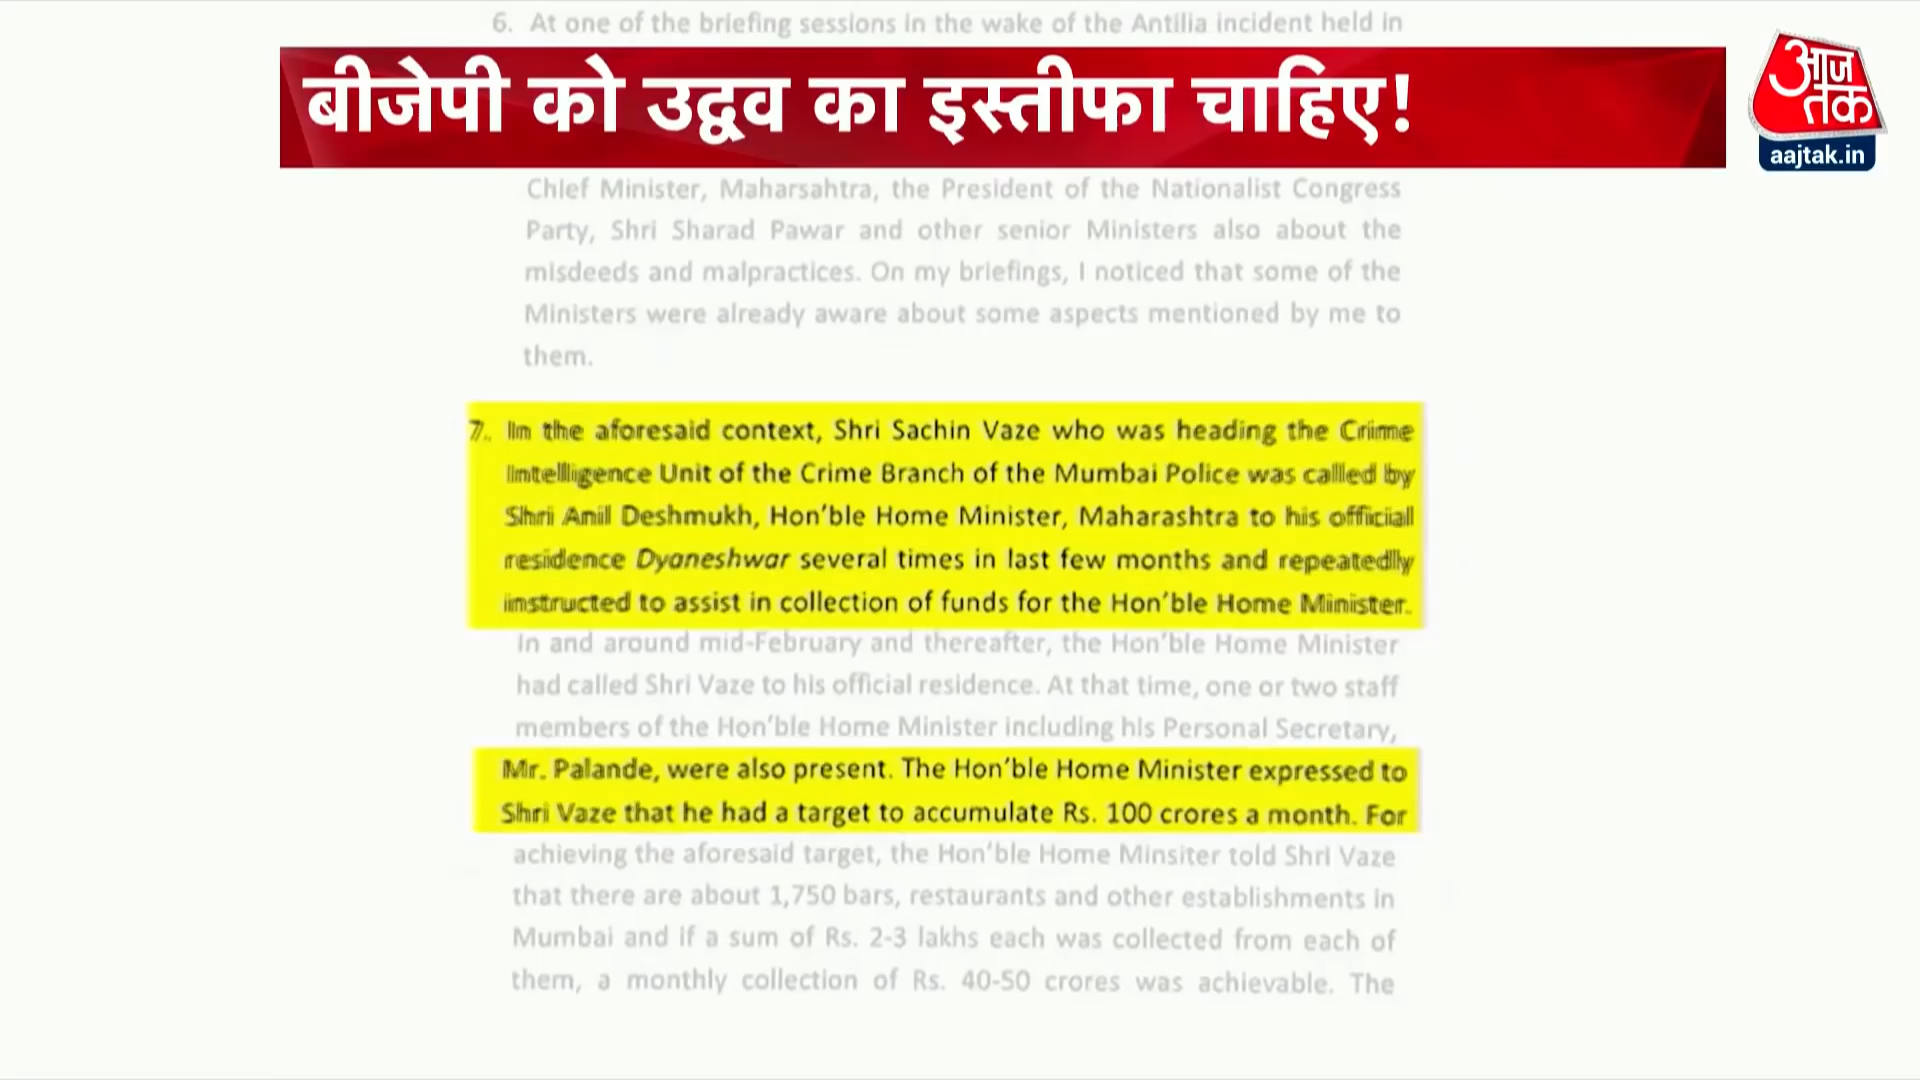 6. At one of the briefing sessions in the wake of the Antilia incident held in
बीजेपी को उद्धव का इस्तीफा चाहिए!
आज
तक
aajtak.in
Chief Minister, Maharsahtra, the President of the Nationalist Congress
Party, Shri Sharad Pawar and other senior Ministers also about the
misdeeds and malpractices. On my briefings, I noticed that some of the
Ministers were already aware about some aspects mentioned by me to
them.
7. In the aforesaid context, Shri Sachin Vaze who was heading the Crime
Intelligence Unit of the Crime Branch of the Mumbai Police was called by
Shri Anil Deshmukh, Hon'ble Home Minister, Maharashtra to his official
residence Dyaneshwar several times in last few months and repeatedly
instructed to assist in collection of funds for the Hon'ble Home Minister.
In and around mid-February and thereafter, the Hon'ble Home Minister
had called Shri Vaze to his official residence. At that time, one or two staff
members of the Hon'ble Home Minister including his Personal Secretary,
Mr. Palande, were also present. The Hon'ble Home Minister expressed to
Shri Vaze that he had a target to accumulate Rs. 100 crores a month. For
achieving the aforesaid target, the Hon'ble Home Minsiter told Shri Vaze
that there are about 1,750 bars, restaurants and other establishments in
Mumbai and if a sum of Rs. 2-3 lakhs each was collected from each of
them, a monthly collection of Rs. 40-50 crores was achievable. The